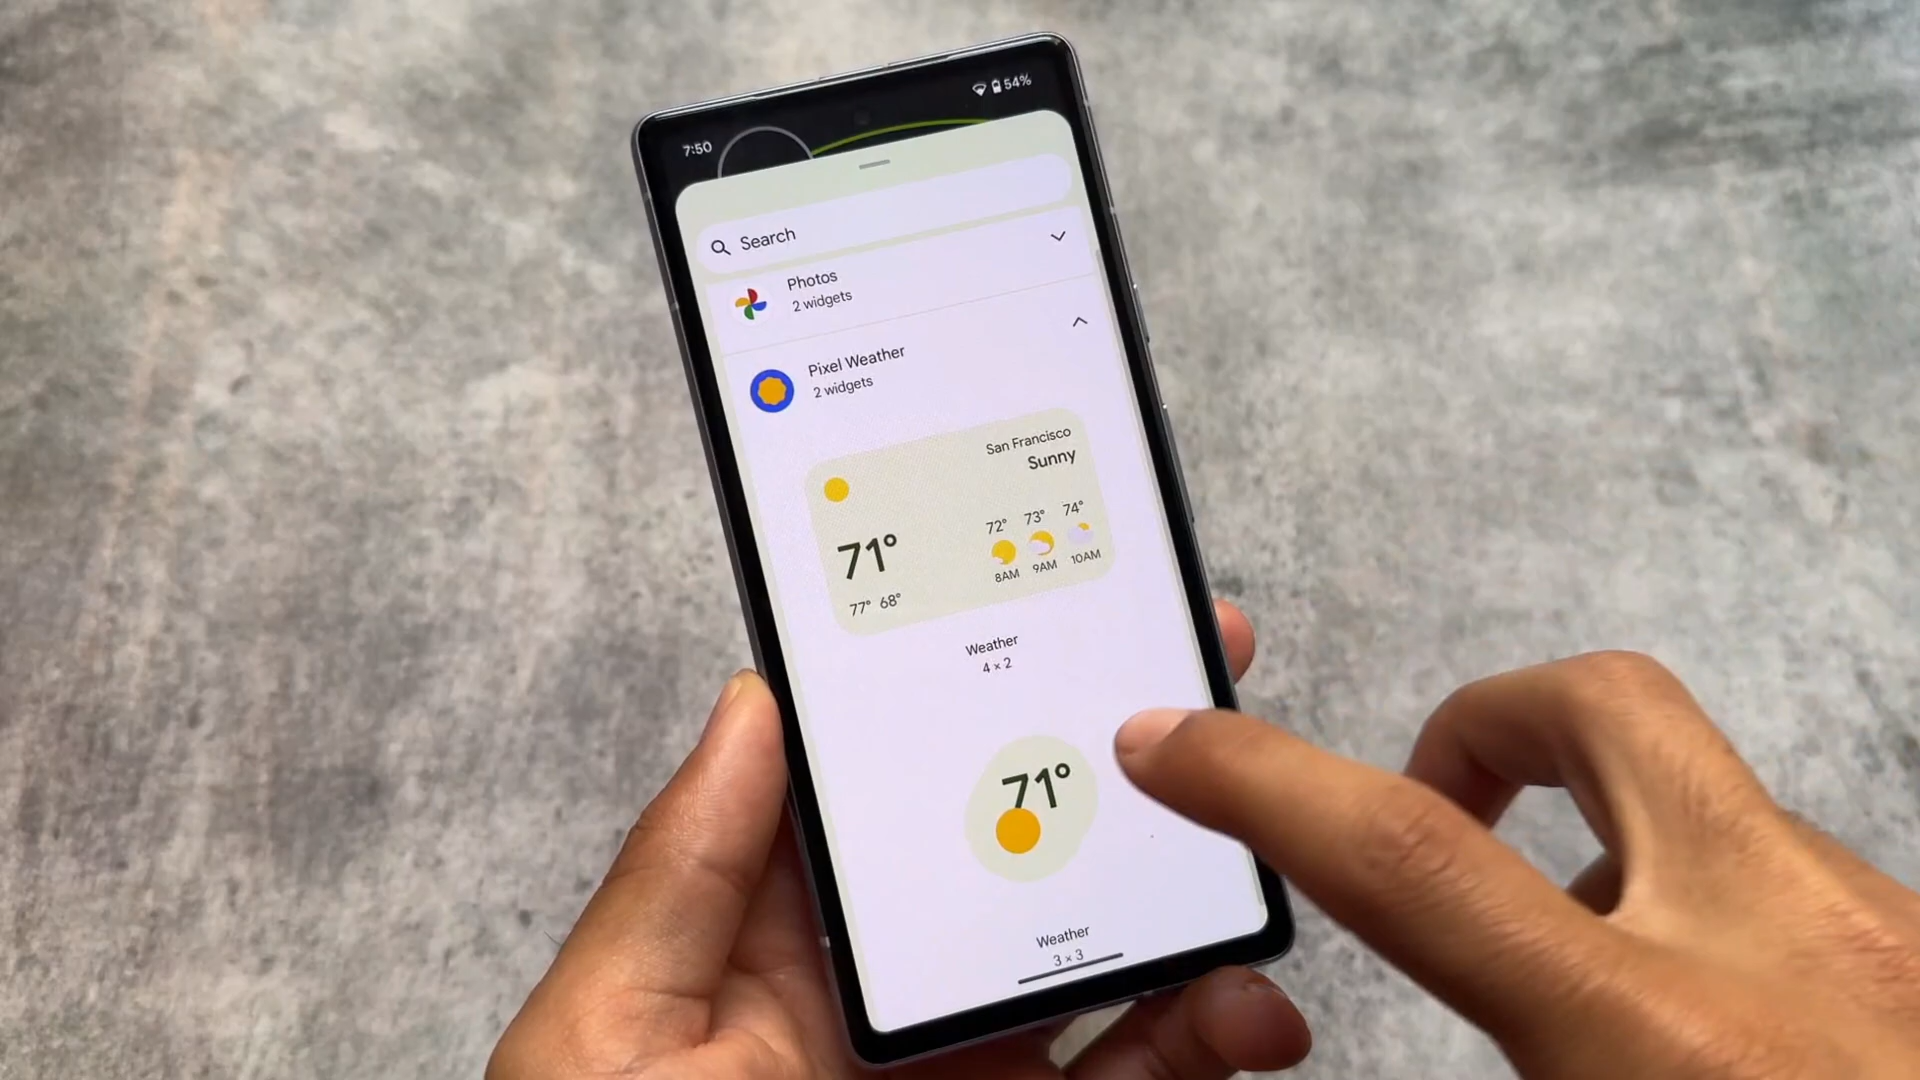 7:50
54%
Search
Photos
2 widgets
Pixel Weather
2 widgets
San Francisco
Sunny
71°
77° 68°
72° 73° 74°
8AM 9AM 10AM
Weather
4 × 2
71°
Weather
3 × 3